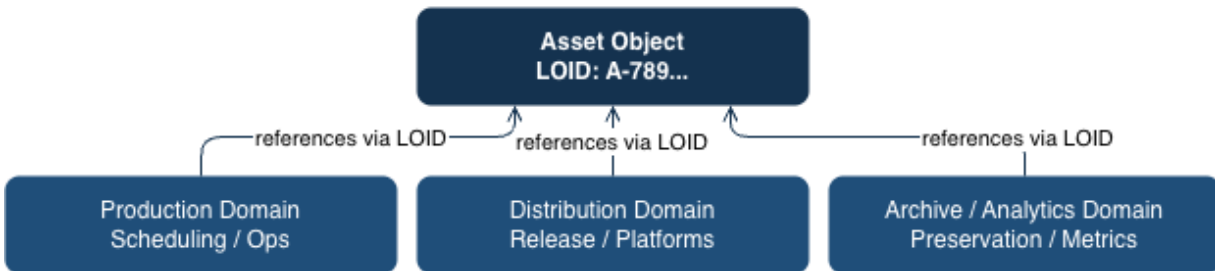 Asset Object
LOID: A-789...
references via LOID
references via LOID
references via LOID
Production Domain
Scheduling / Ops
Distribution Domain
Release / Platforms
Archive / Analytics Domain
Preservation / Metrics